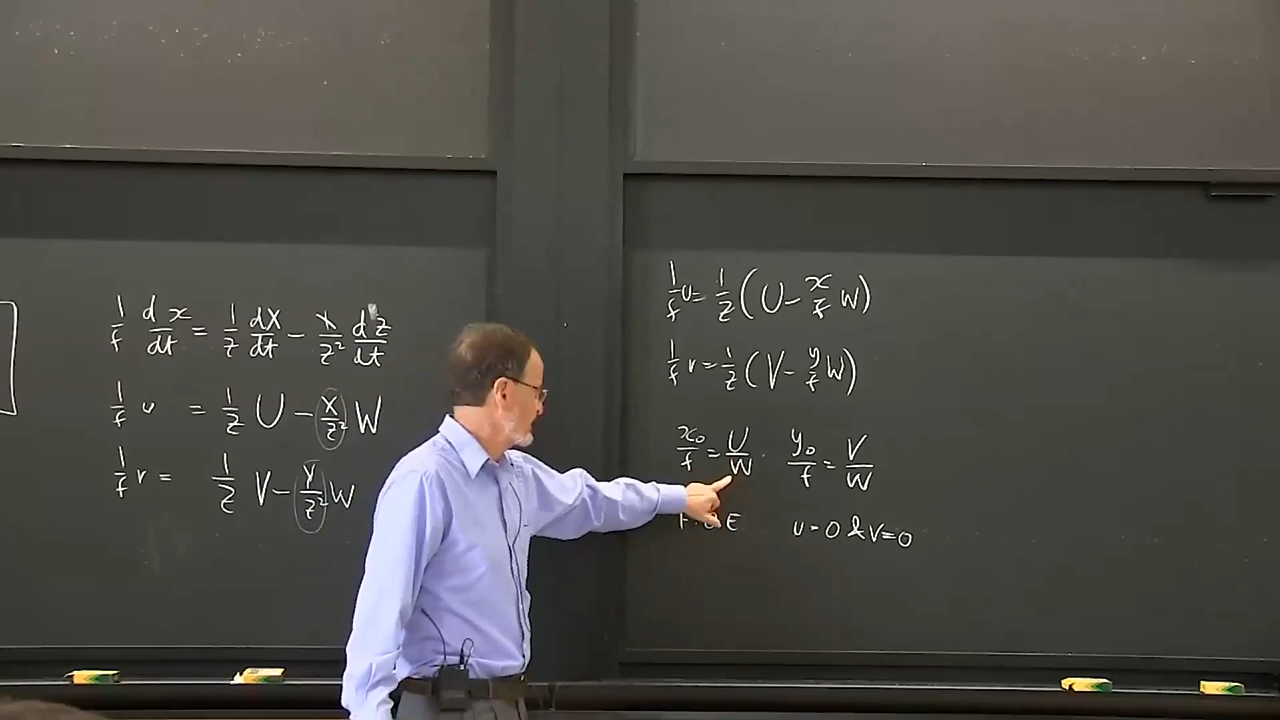 1/f dx/dt = 1/Z dX/dt − X/Z² dZ/dt
1/f u = 1/Z U − X/Z² W
1/f v = 1/Z V − Y/Z² W
1/f u = 1/Z (U − x/f W)
1/f v = 1/Z (V − y/f W)
x₀/f = U/W . y₀/f = V/W
u = 0 & v = 0